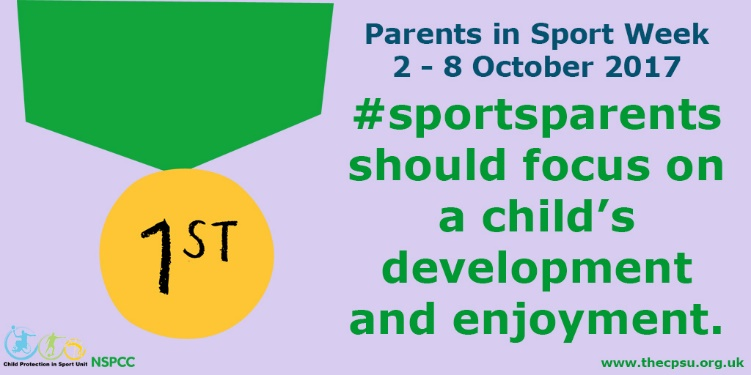 Parents in Sport Week
2 - 8 October 2017
#sportsparents
should focus on
a child’s
development
and enjoyment.
1ST
Child Protection in Sport Unit
NSPCC
www.thecpsu.org.uk